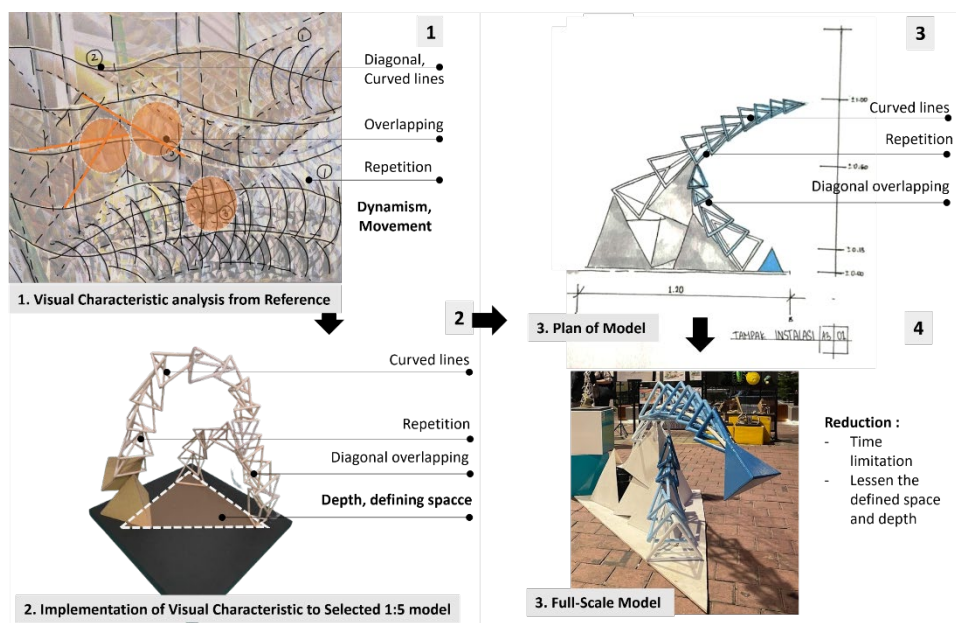 1
Diagonal,
Curved lines
Overlapping
Repetition
Dynamism,
Movement
2
1
1
1. Visual Characteristic analysis from Reference
2
Curved lines
Repetition
Diagonal overlapping
Depth, defining spacce
2. Implementation of Visual Characteristic to Selected 1:5 model
3
Curved lines
Repetition
Diagonal overlapping
1.20
TAMPAK INSTALASI
3. Plan of Model
4
3. Full-Scale Model
Reduction :
- Time
limitation
- Lessen the
defined space
and depth